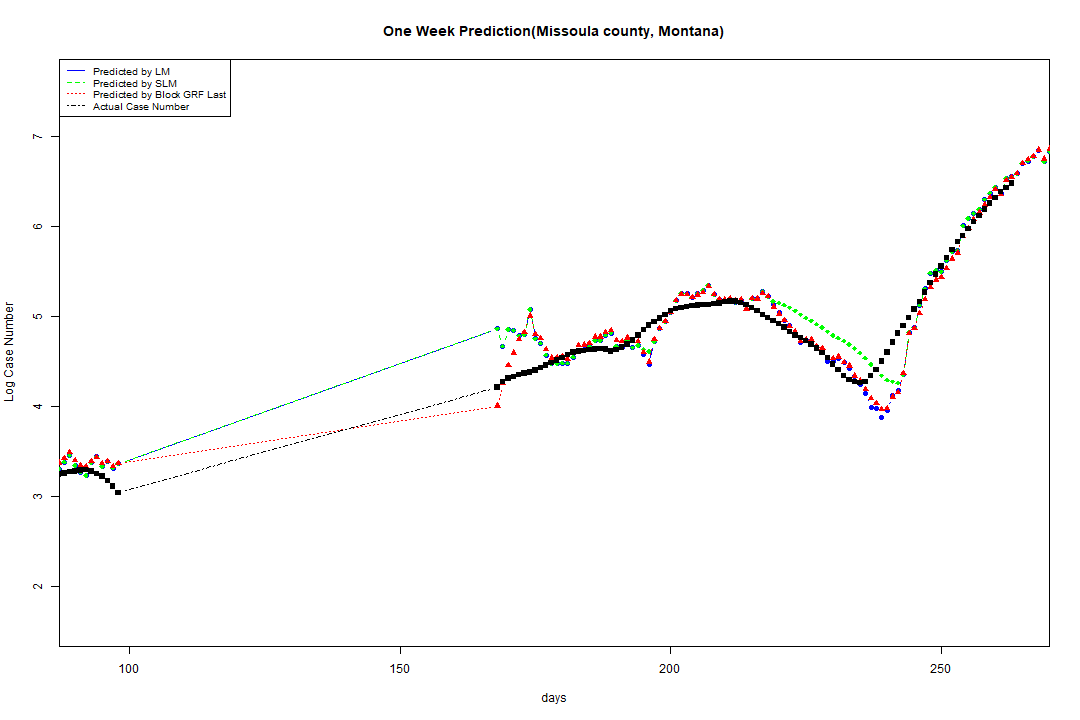 One Week Prediction(Missoula county, Montana)
Predicted by LM
Predicted by SLM
Predicted by Block GRF Last
Actual Case Number
7
6
5
4
3
2
Log Case Number
100 150 200 250
days